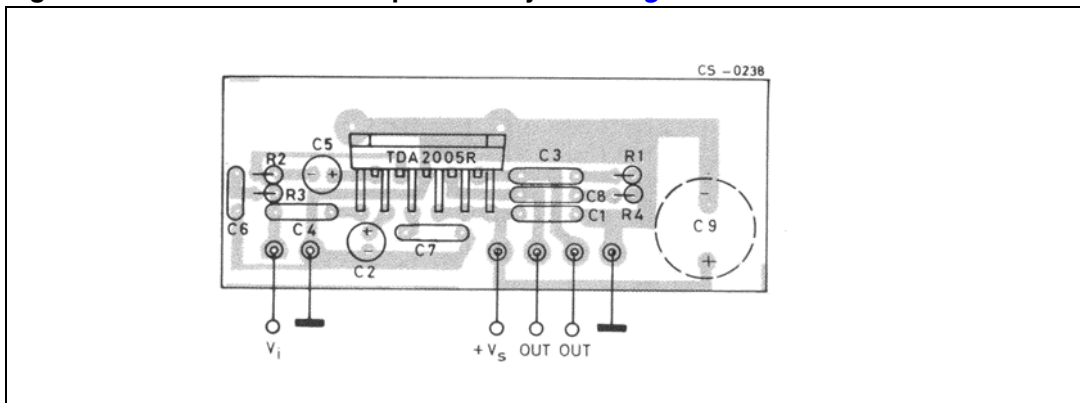 CS-0238
C5
TDA2005R
R2
C3
R1
R3
C8
C6
C4
C1
R4
C9
C7
C2
Vi
+Vs OUT OUT